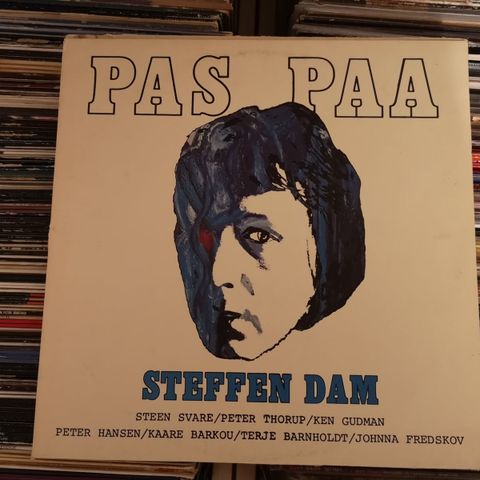 PAS PAA
STEFFEN DAM
STEEN SVARE/PETER THORUP/KEN GUDMAN
PETER HANSEN/KAARE BARKOU/TERJE BARNHOLDT/JOHNNA FREDSKOV